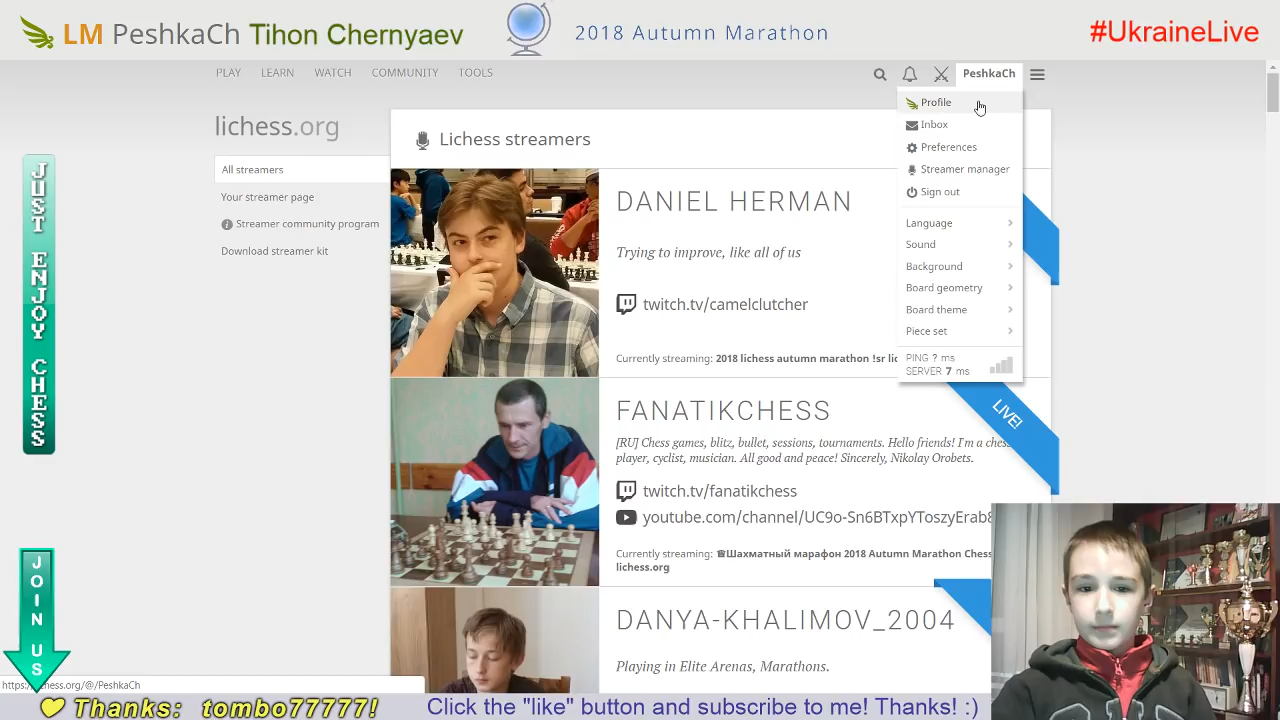 LM PeshkaCh Tihon Chernyaev
2018 Autumn Marathon
#UkraineLive
PLAY LEARN WATCH COMMUNITY TOOLS
PeshkaCh
lichess.org
All streamers
Your streamer page
Streamer community program
Download streamer kit
Lichess streamers
DANIEL HERMAN
Trying to improve, like all of us
twitch.tv/camelclutcher
Currently streaming: 2018 lichess autumn marathon !sr lic
FANATIKCHESS
[RU] Chess games, blitz, bullet, sessions, tournaments. Hello friends! I'm a chess
player, cyclist, musician. All good and peace! Sincerely, Nikolay Orobets.
twitch.tv/fanatikchess
youtube.com/channel/UC9o-Sn6BTxpYToszyErab8
Currently streaming: ♕Шахматный марафон 2018 Autumn Marathon Chess
lichess.org
LIVE!
DANYA-KHALIMOV_2004
Playing in Elite Arenas, Marathons.
Profile
Inbox
Preferences
Streamer manager
Sign out
Language
Sound
Background
Board geometry
Board theme
Piece set
PING ? ms
SERVER 7 ms
JUST ENJOY CHESS
JOIN US
https://lichess.org/@/PeshkaCh
Thanks: tombo77777!
Click the "like" button and subscribe to me! Thanks! :)